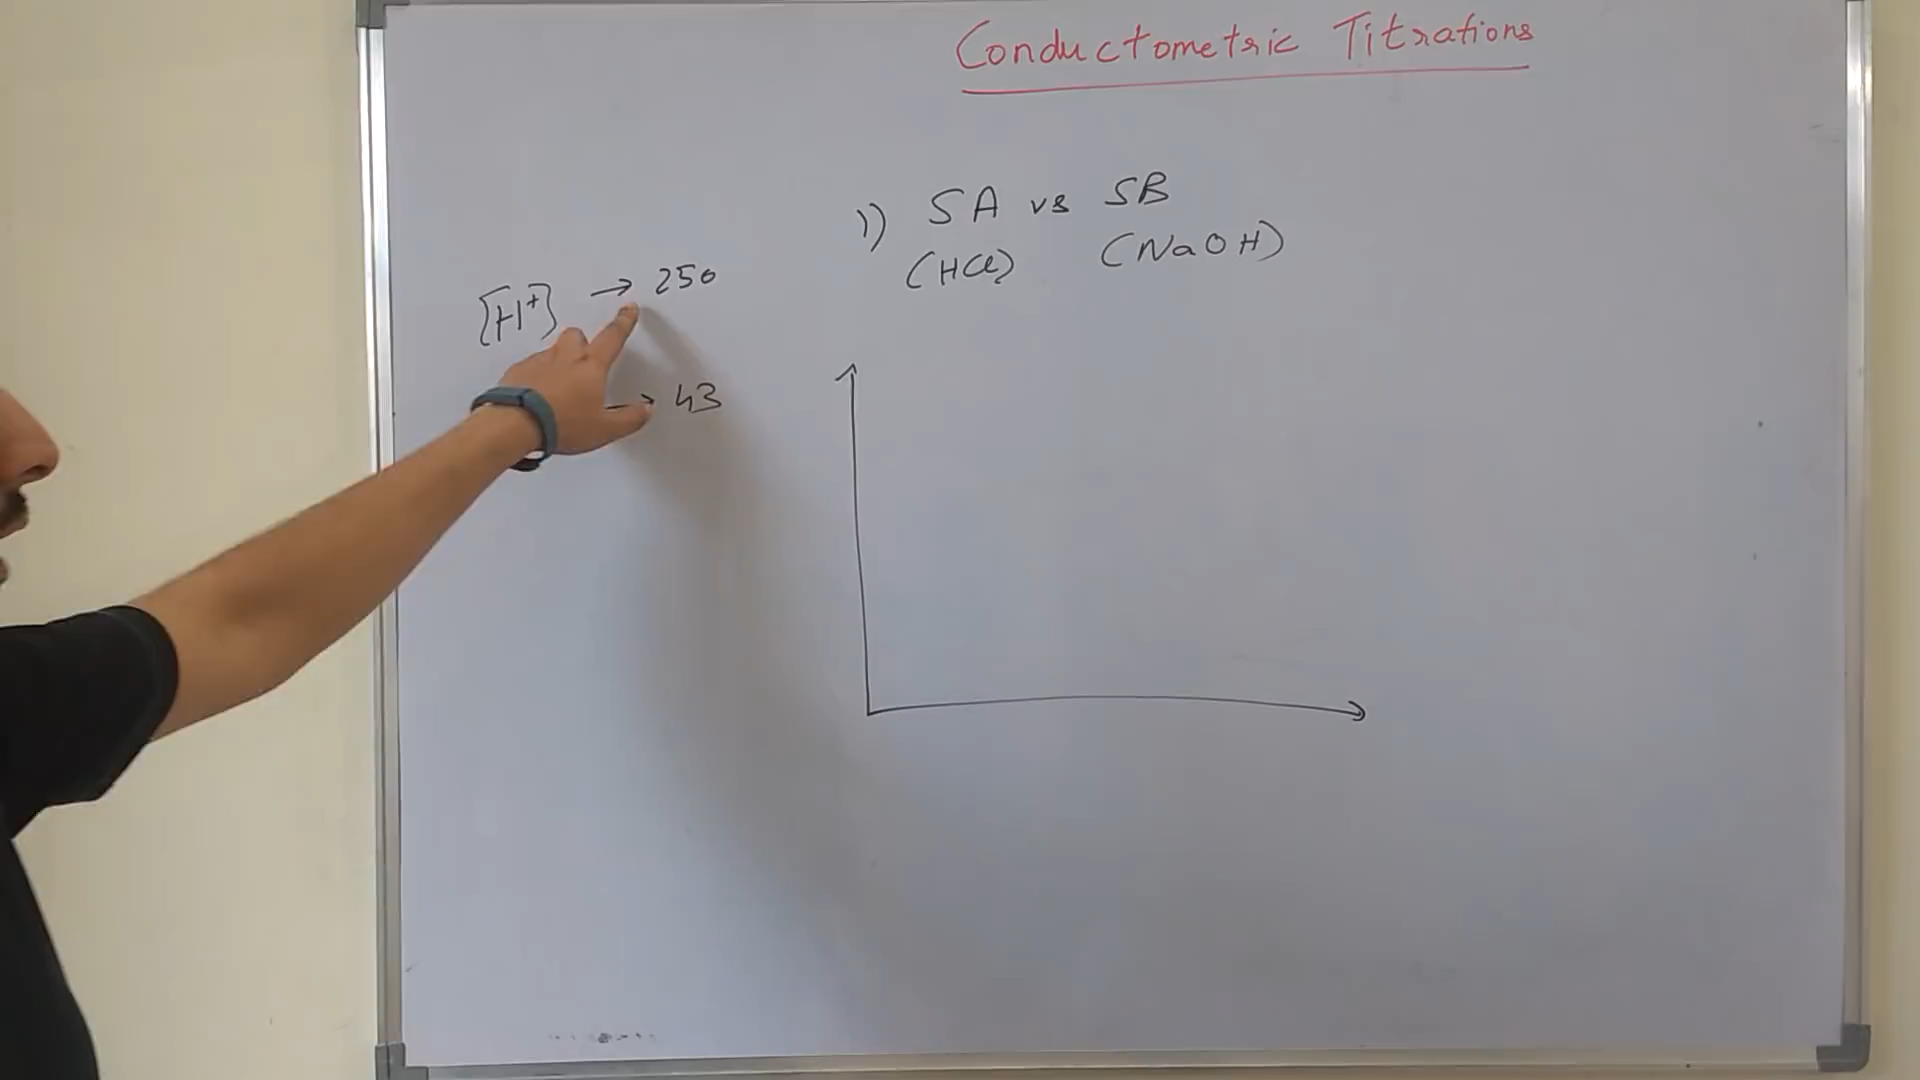 Conductometric Titrations
1) SA vs SB
(HCl) (NaOH)
[H+] → 250
→ 43